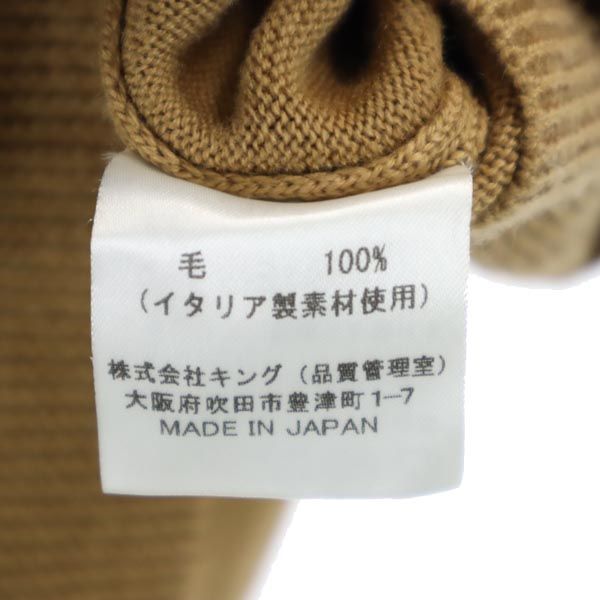 毛 100%
(イタリア製素材使用)
株式会社キング(品質管理室)
大阪府吹田市豊津町1-7
MADE IN JAPAN